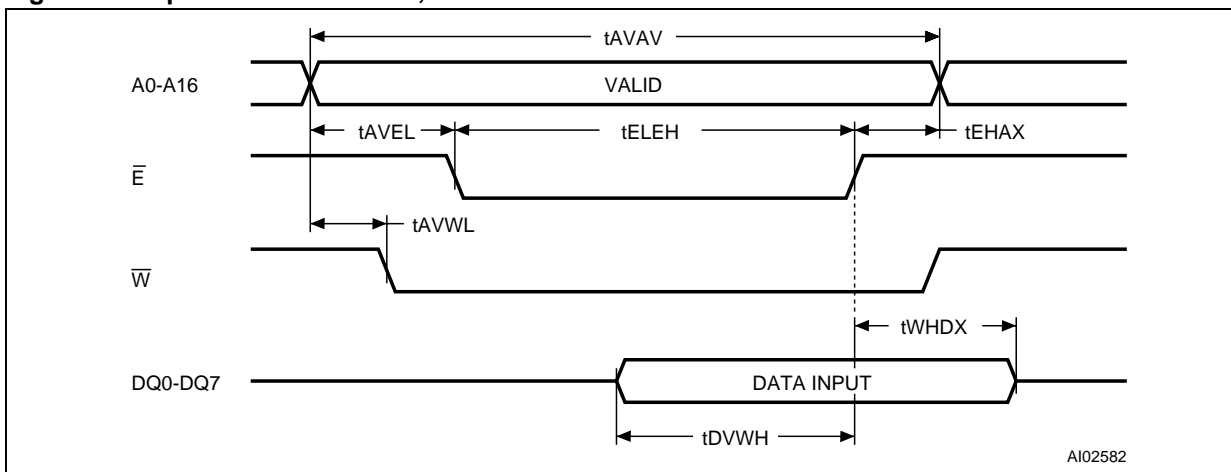 tAVAV
A0-A16
VALID
tAVEL
tELEH
tEHAX
E̅
tAVWL
W̅
tWHDX
DQ0-DQ7
DATA INPUT
tDVWH
AI02582